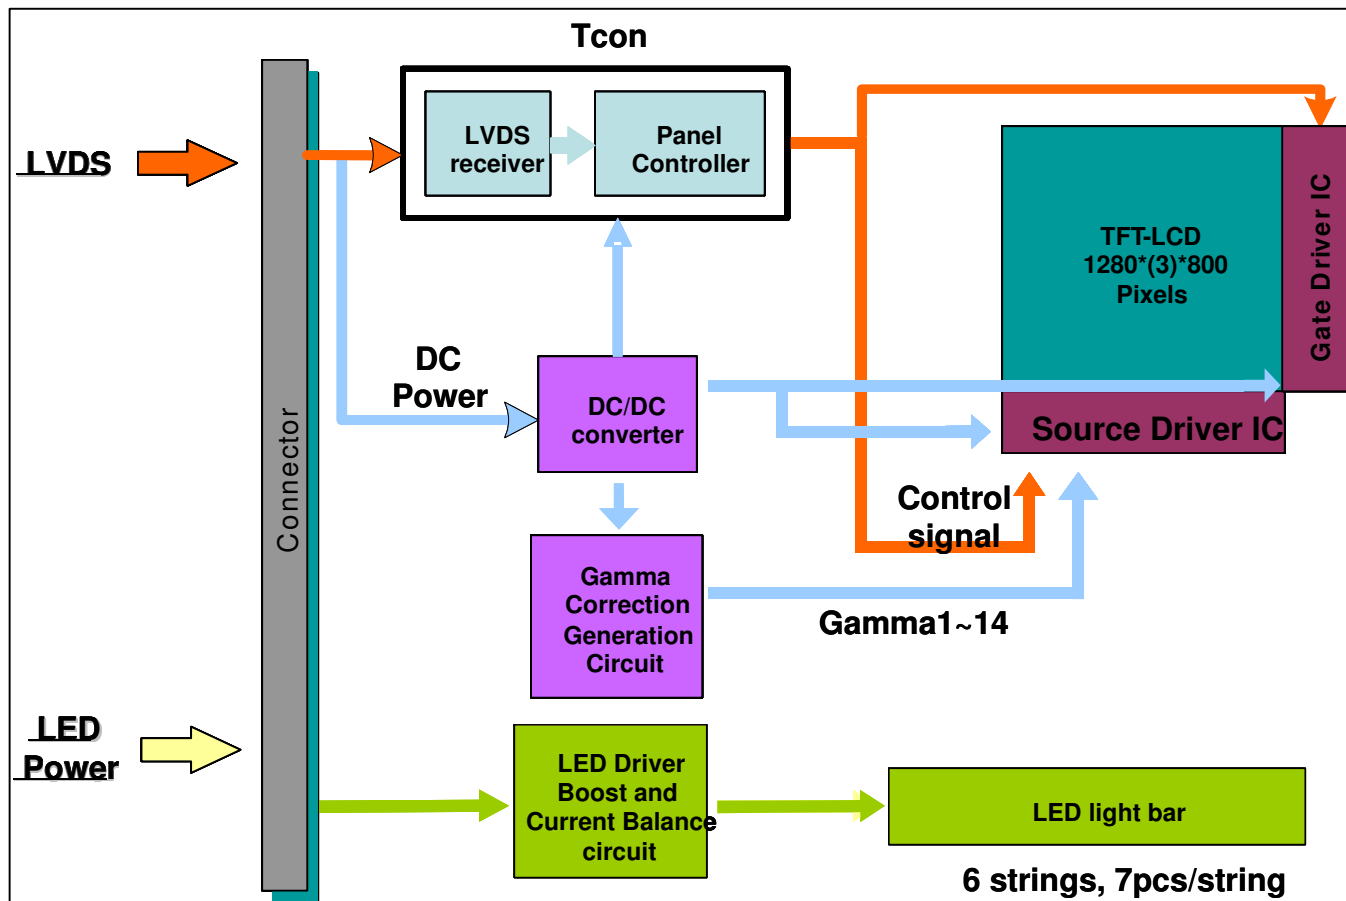 Tcon
LVDS
LVDS
receiver
Panel
Controller
TFT-LCD
1280*(3)*800
Pixels
Gate Driver IC
DC
Power
DC/DC
converter
Source Driver IC
Connector
Control
signal
Gamma
Correction
Generation
Circuit
Gamma1~14
LED
Power
LED Driver
Boost and
Current Balance
circuit
LED light bar
6 strings, 7pcs/string